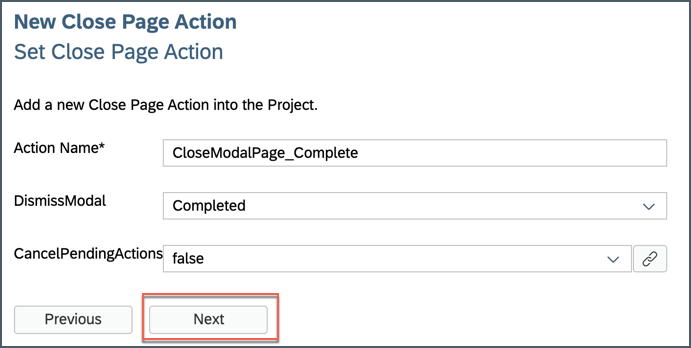 New Close Page Action
Set Close Page Action
Add a new Close Page Action into the Project.
Action Name* CloseModalPage_Complete
DismissModal Completed
CancelPendingActions false
Previous Next